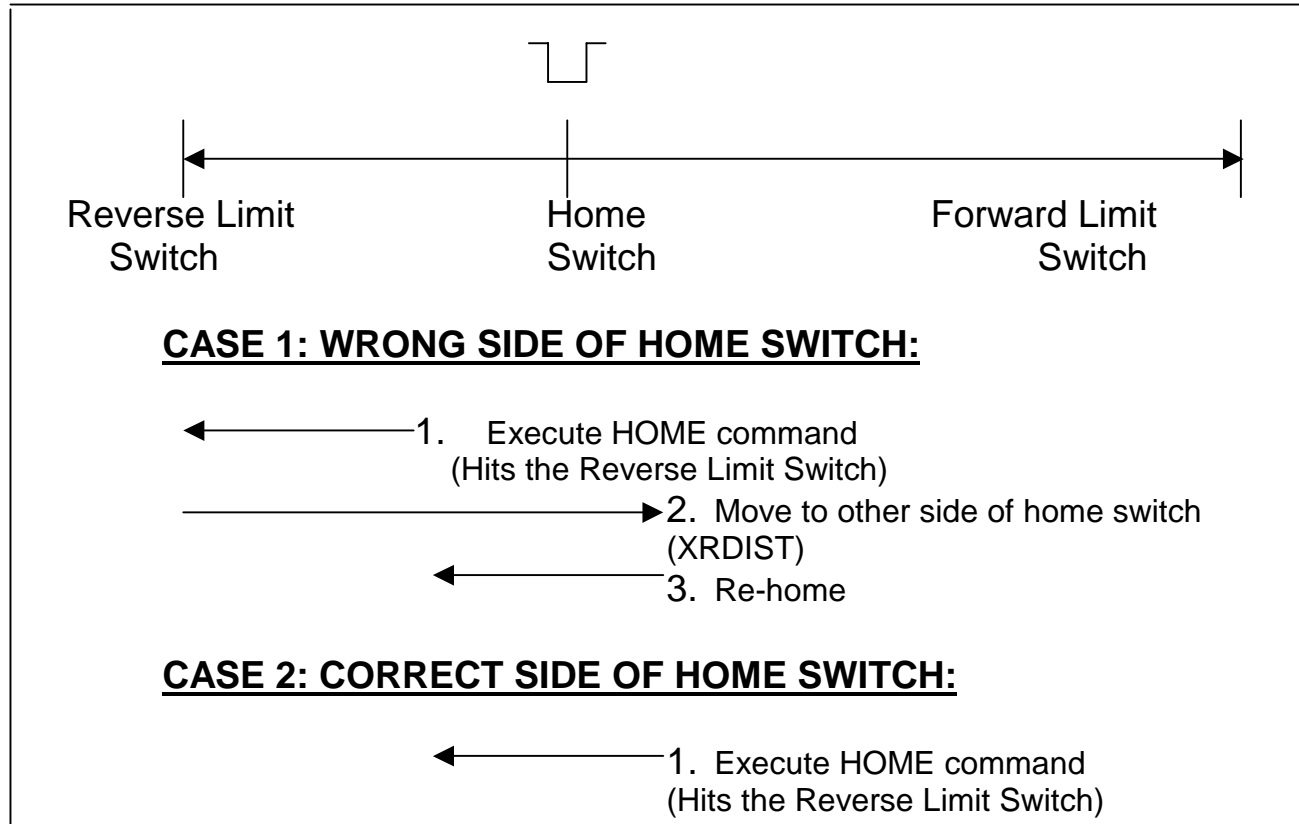 Reverse Limit Switch
Home Switch
Forward Limit Switch
CASE 1: WRONG SIDE OF HOME SWITCH:
1. Execute HOME command
(Hits the Reverse Limit Switch)
2. Move to other side of home switch
(XRDIST)
3. Re-home
CASE 2: CORRECT SIDE OF HOME SWITCH:
1. Execute HOME command
(Hits the Reverse Limit Switch)